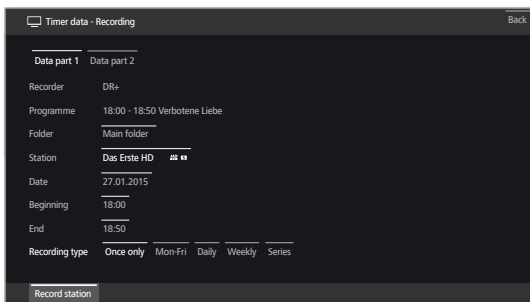 Timer data - Recording Back
Data part 1 Data part 2
Recorder DR+
Programme 18:00 - 18:50 Verbotene Liebe
Folder Main folder
Station Das Erste HD
Date 27.01.2015
Beginning 18:00
End 18:50
Recording type Once only Mon-Fri Daily Weekly Series
Record station